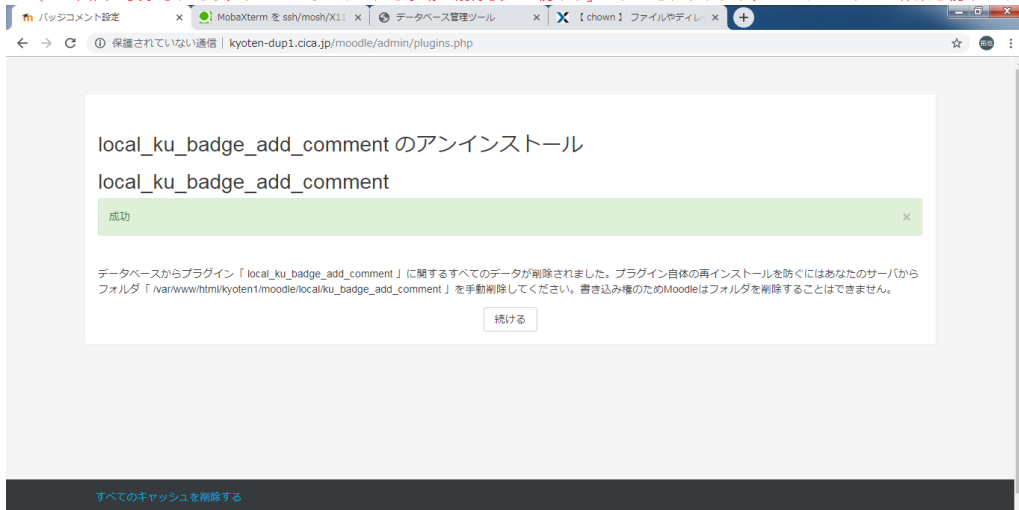 バッジコメント設定
MobaXterm を ssh/mosh/X11
データベース管理ツール
【 chown 】 ファイルやディレ
保護されていない通信 | kyoten-dup1.cica.jp/moodle/admin/plugins.php
拓也
local_ku_badge_add_comment のアンインストール
local_ku_badge_add_comment
成功
データベースからプラグイン「 local_ku_badge_add_comment 」に関するすべてのデータが削除されました。プラグイン自体の再インストールを防ぐにはあなたのサーバから
フォルダ「 /var/www/html/kyoten1/moodle/local/ku_badge_add_comment 」を手動削除してください。書き込み権のためMoodleはフォルダを削除することはできません。
続ける
すべてのキャッシュを削除する